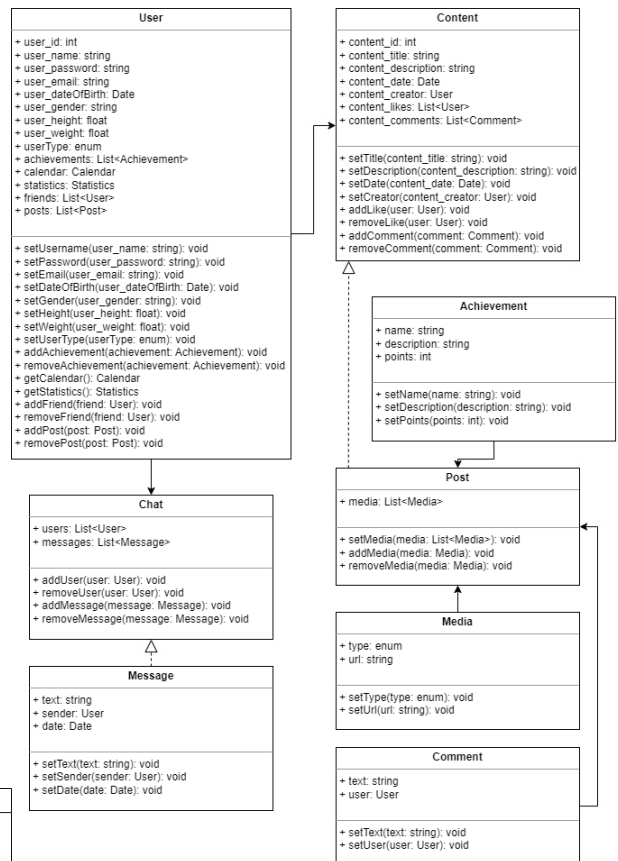 User
+ user_id: int
+ user_name: string
+ user_password: string
+ user_email: string
+ user_dateOfBirth: Date
+ user_gender: string
+ user_height: float
+ user_weight: float
+ userType: enum
+ achievements: List<Achievement>
+ calendar: Calendar
+ statistics: Statistics
+ friends: List<User>
+ posts: List<Post>
+ setUsername(user_name: string): void
+ setPassword(user_password: string): void
+ setEmail(user_email: string): void
+ setDateOfBirth(user_dateOfBirth: Date): void
+ setGender(user_gender: string): void
+ setHeight(user_height: float): void
+ setWeight(user_weight: float): void
+ setUserType(userType: enum): void
+ addAchievement(achievement: Achievement): void
+ removeAchievement(achievement: Achievement): void
+ getCalendar(): Calendar
+ getStatistics(): Statistics
+ addFriend(friend: User): void
+ removeFriend(friend: User): void
+ addPost(post: Post): void
+ removePost(post: Post): void
Content
+ content_id: int
+ content_title: string
+ content_description: string
+ content_date: Date
+ content_creator: User
+ content_likes: List<User>
+ content_comments: List<Comment>
+ setTitle(content_title: string): void
+ setDescription(content_description: string): void
+ setDate(content_date: Date): void
+ setCreator(content_creator: User): void
+ addLike(user: User): void
+ removeLike(user: User): void
+ addComment(comment: Comment): void
+ removeComment(comment: Comment): void
Achievement
+ name: string
+ description: string
+ points: int
+ setName(name: string): void
+ setDescription(description: string): void
+ setPoints(points: int): void
Chat
+ users: List<User>
+ messages: List<Message>
+ addUser(user: User): void
+ removeUser(user: User): void
+ addMessage(message: Message): void
+ removeMessage(message: Message): void
Post
+ media: List<Media>
+ setMedia(media: List<Media>): void
+ addMedia(media: Media): void
+ removeMedia(media: Media): void
Media
+ type: enum
+ url: string
+ setType(type: enum): void
+ setUrl(url: string): void
Message
+ text: string
+ sender: User
+ date: Date
+ setText(text: string): void
+ setSender(sender: User): void
+ setDate(date: Date): void
Comment
+ text: string
+ user: User
+ setText(text: string): void
+ setUser(user: User): void